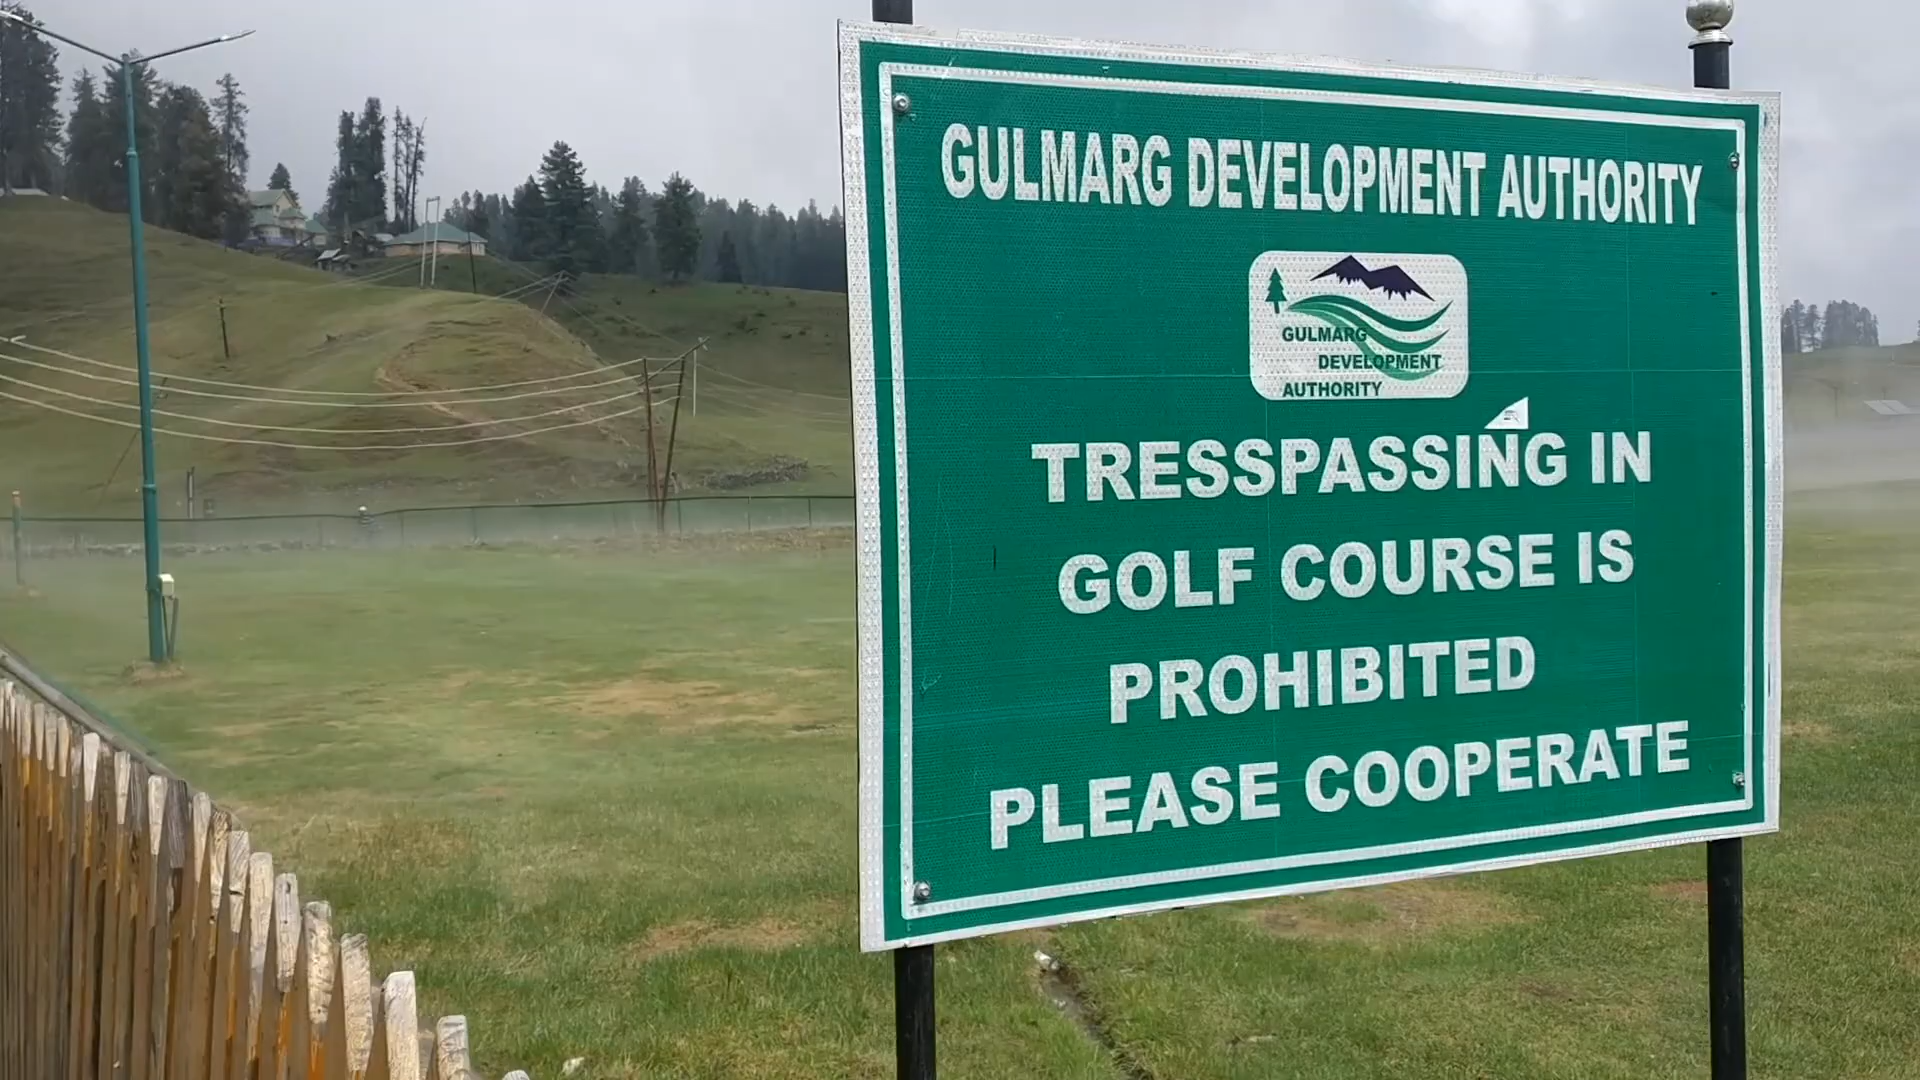 GULMARG DEVELOPMENT AUTHORITY
GULMARG
DEVELOPMENT
AUTHORITY
TRESSPASSING IN
GOLF COURSE IS
PROHIBITED
PLEASE COOPERATE